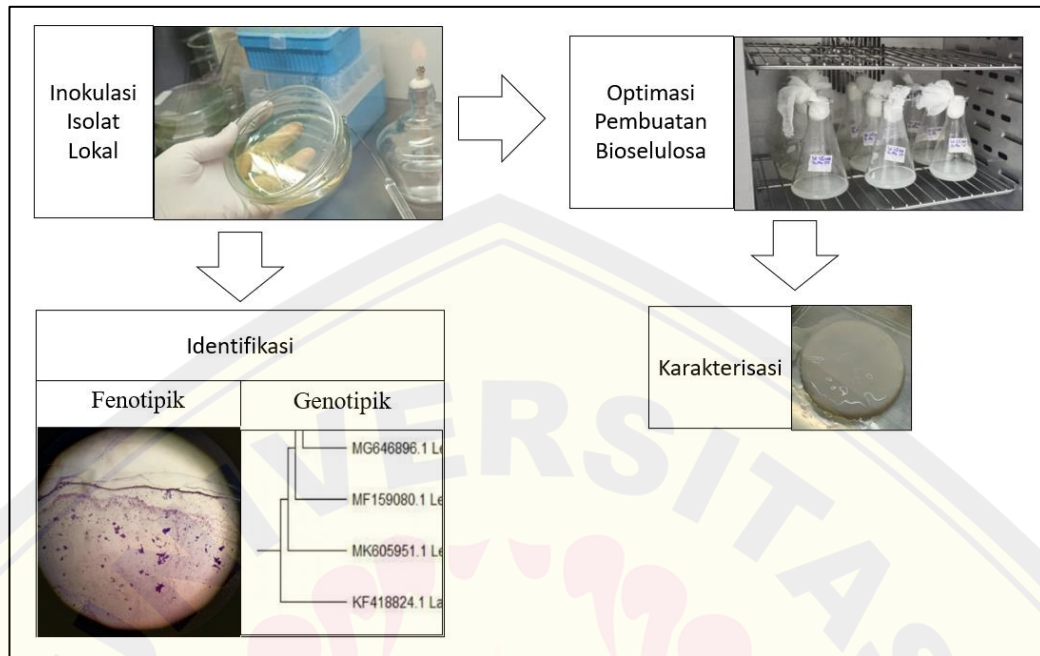 Inokulasi
Isolat
Lokal
Optimasi
Pembuatan
Bioselulosa
Identifikasi
Fenotipik
Genotipik
MG646896.1 Le
MF159080.1 Le
MK605951.1 Le
KF418824.1 La
Karakterisasi
UNIVERSITAS